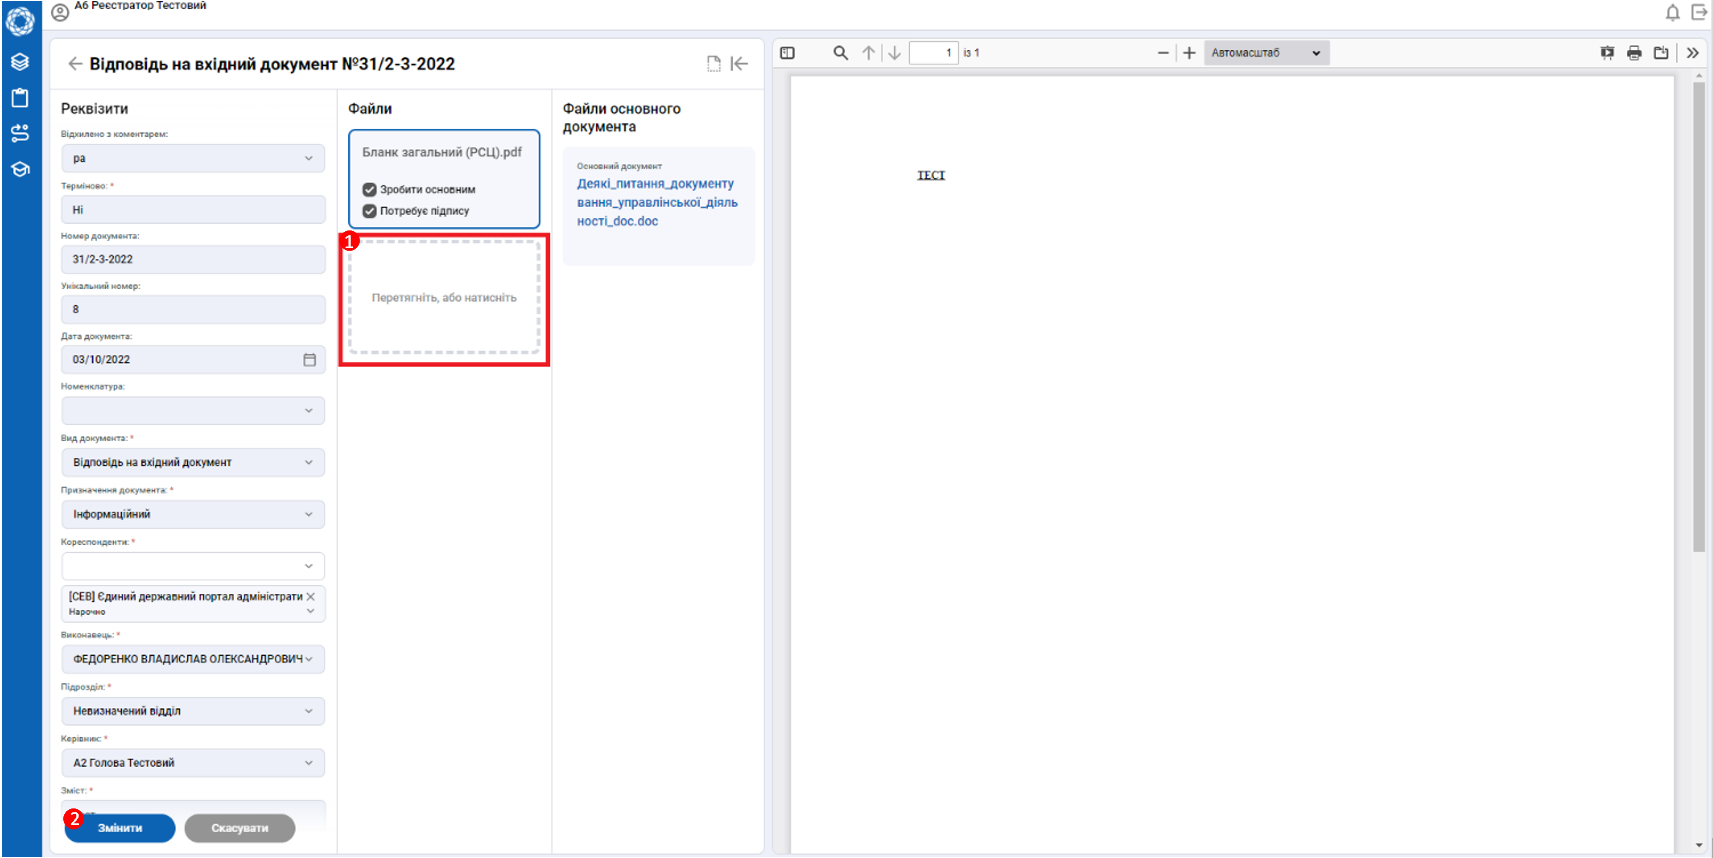 А6 Реєстратор Тестовий
Відповідь на вхідний документ №31/2-3-2022
Реквізити
Відхилено з коментарем:
ра
Терміново: *
Ні
Номер документа:
31/2-3-2022
Унікальний номер:
8
Дата документа:
03/10/2022
Номенклатура:
Вид документа: *
Відповідь на вхідний документ
Призначення документа: *
Інформаційний
Кореспонденти: *
[СЕВ] Єдиний державний портал адміністрати
Нарочно
Виконавець: *
ФЕДОРЕНКО ВЛАДИСЛАВ ОЛЕКСАНДРОВИЧ
Підрозділ: *
Невизначений відділ
Керівник: *
А2 Голова Тестовий
Зміст: *
2
Змінити
Скасувати
Файли
Бланк загальний (РСЦ).pdf
Зробити основним
Потребує підпису
1
Перетягніть, або натисніть
Файли основного
документа
Основний документ
Деякі_питання_документу
вання_управлінської_діяль
ності_doc.doc
1 із 1
Автомасштаб
ТЕСТ